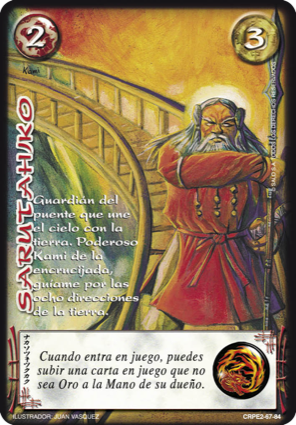 2
3
Kami
SARUTAHIKO
Guardián del
puente que une
el cielo con la
tierra. Poderoso
Kami de la
encrucijada,
guíame por las
ocho direcciones
de la tierra.
Cuando entra en juego, puedes
subir una carta en juego que no
sea Oro a la Mano de su dueño.
ILUSTRADOR: JUAN VASQUEZ
CRPE2-67-84